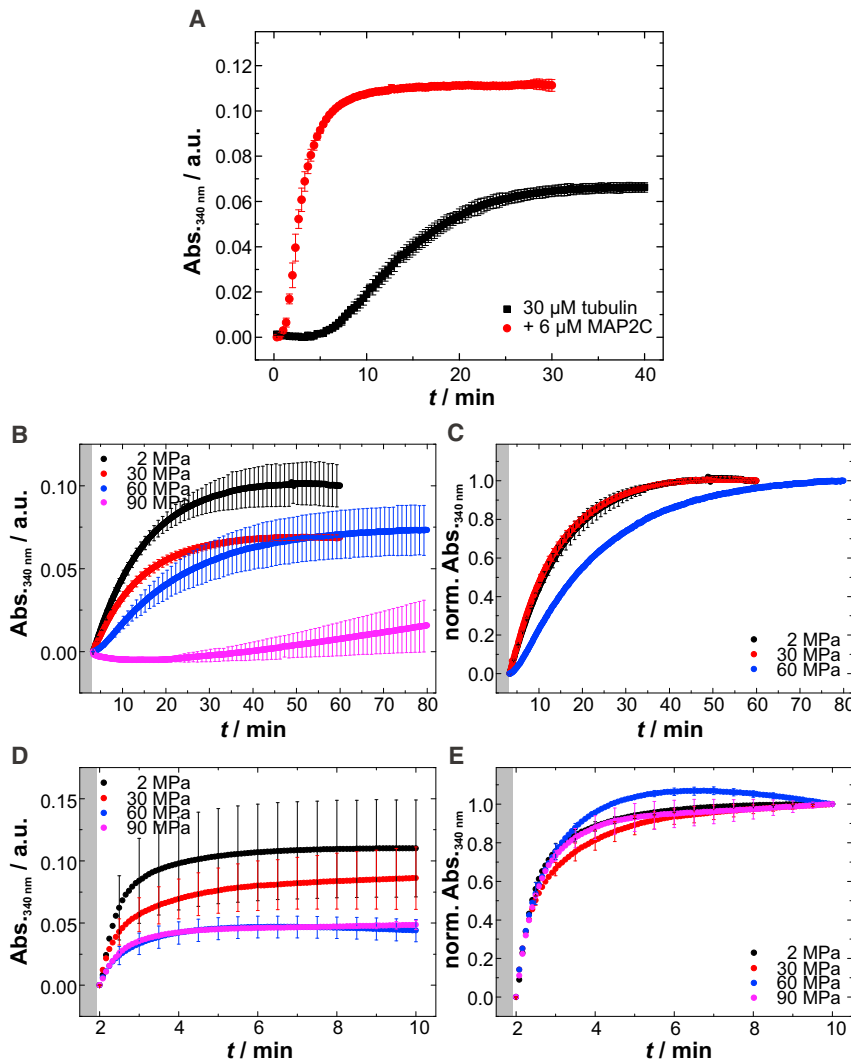 A
0.12
0.10
0.08
0.06
0.04
0.02
0.00
Abs.340 nm / a.u.
30 µM tubulin
+ 6 µM MAP2C
0 10 20 30 40
t / min
B
2 MPa
30 MPa
60 MPa
90 MPa
0.10
0.05
0.00
Abs.340 nm / a.u.
10 20 30 40 50 60 70 80
t / min
C
1.0
0.8
0.6
0.4
0.2
0.0
norm. Abs.340 nm
2 MPa
30 MPa
60 MPa
10 20 30 40 50 60 70 80
t / min
D
2 MPa
30 MPa
60 MPa
90 MPa
0.15
0.10
0.05
0.00
Abs.340 nm / a.u.
2 4 6 8 10
t / min
E
1.0
0.8
0.6
0.4
0.2
0.0
norm. Abs.340 nm
2 MPa
30 MPa
60 MPa
90 MPa
2 4 6 8 10
t / min